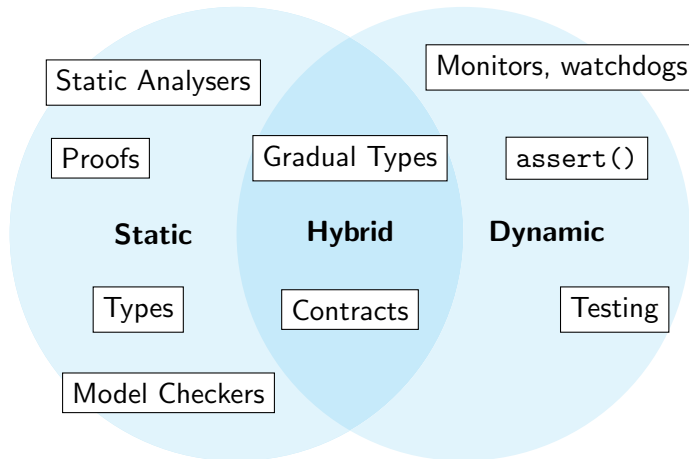 Static Analysers
Monitors, watchdogs
Proofs
Gradual Types
assert()
Static
Hybrid
Dynamic
Types
Contracts
Testing
Model Checkers